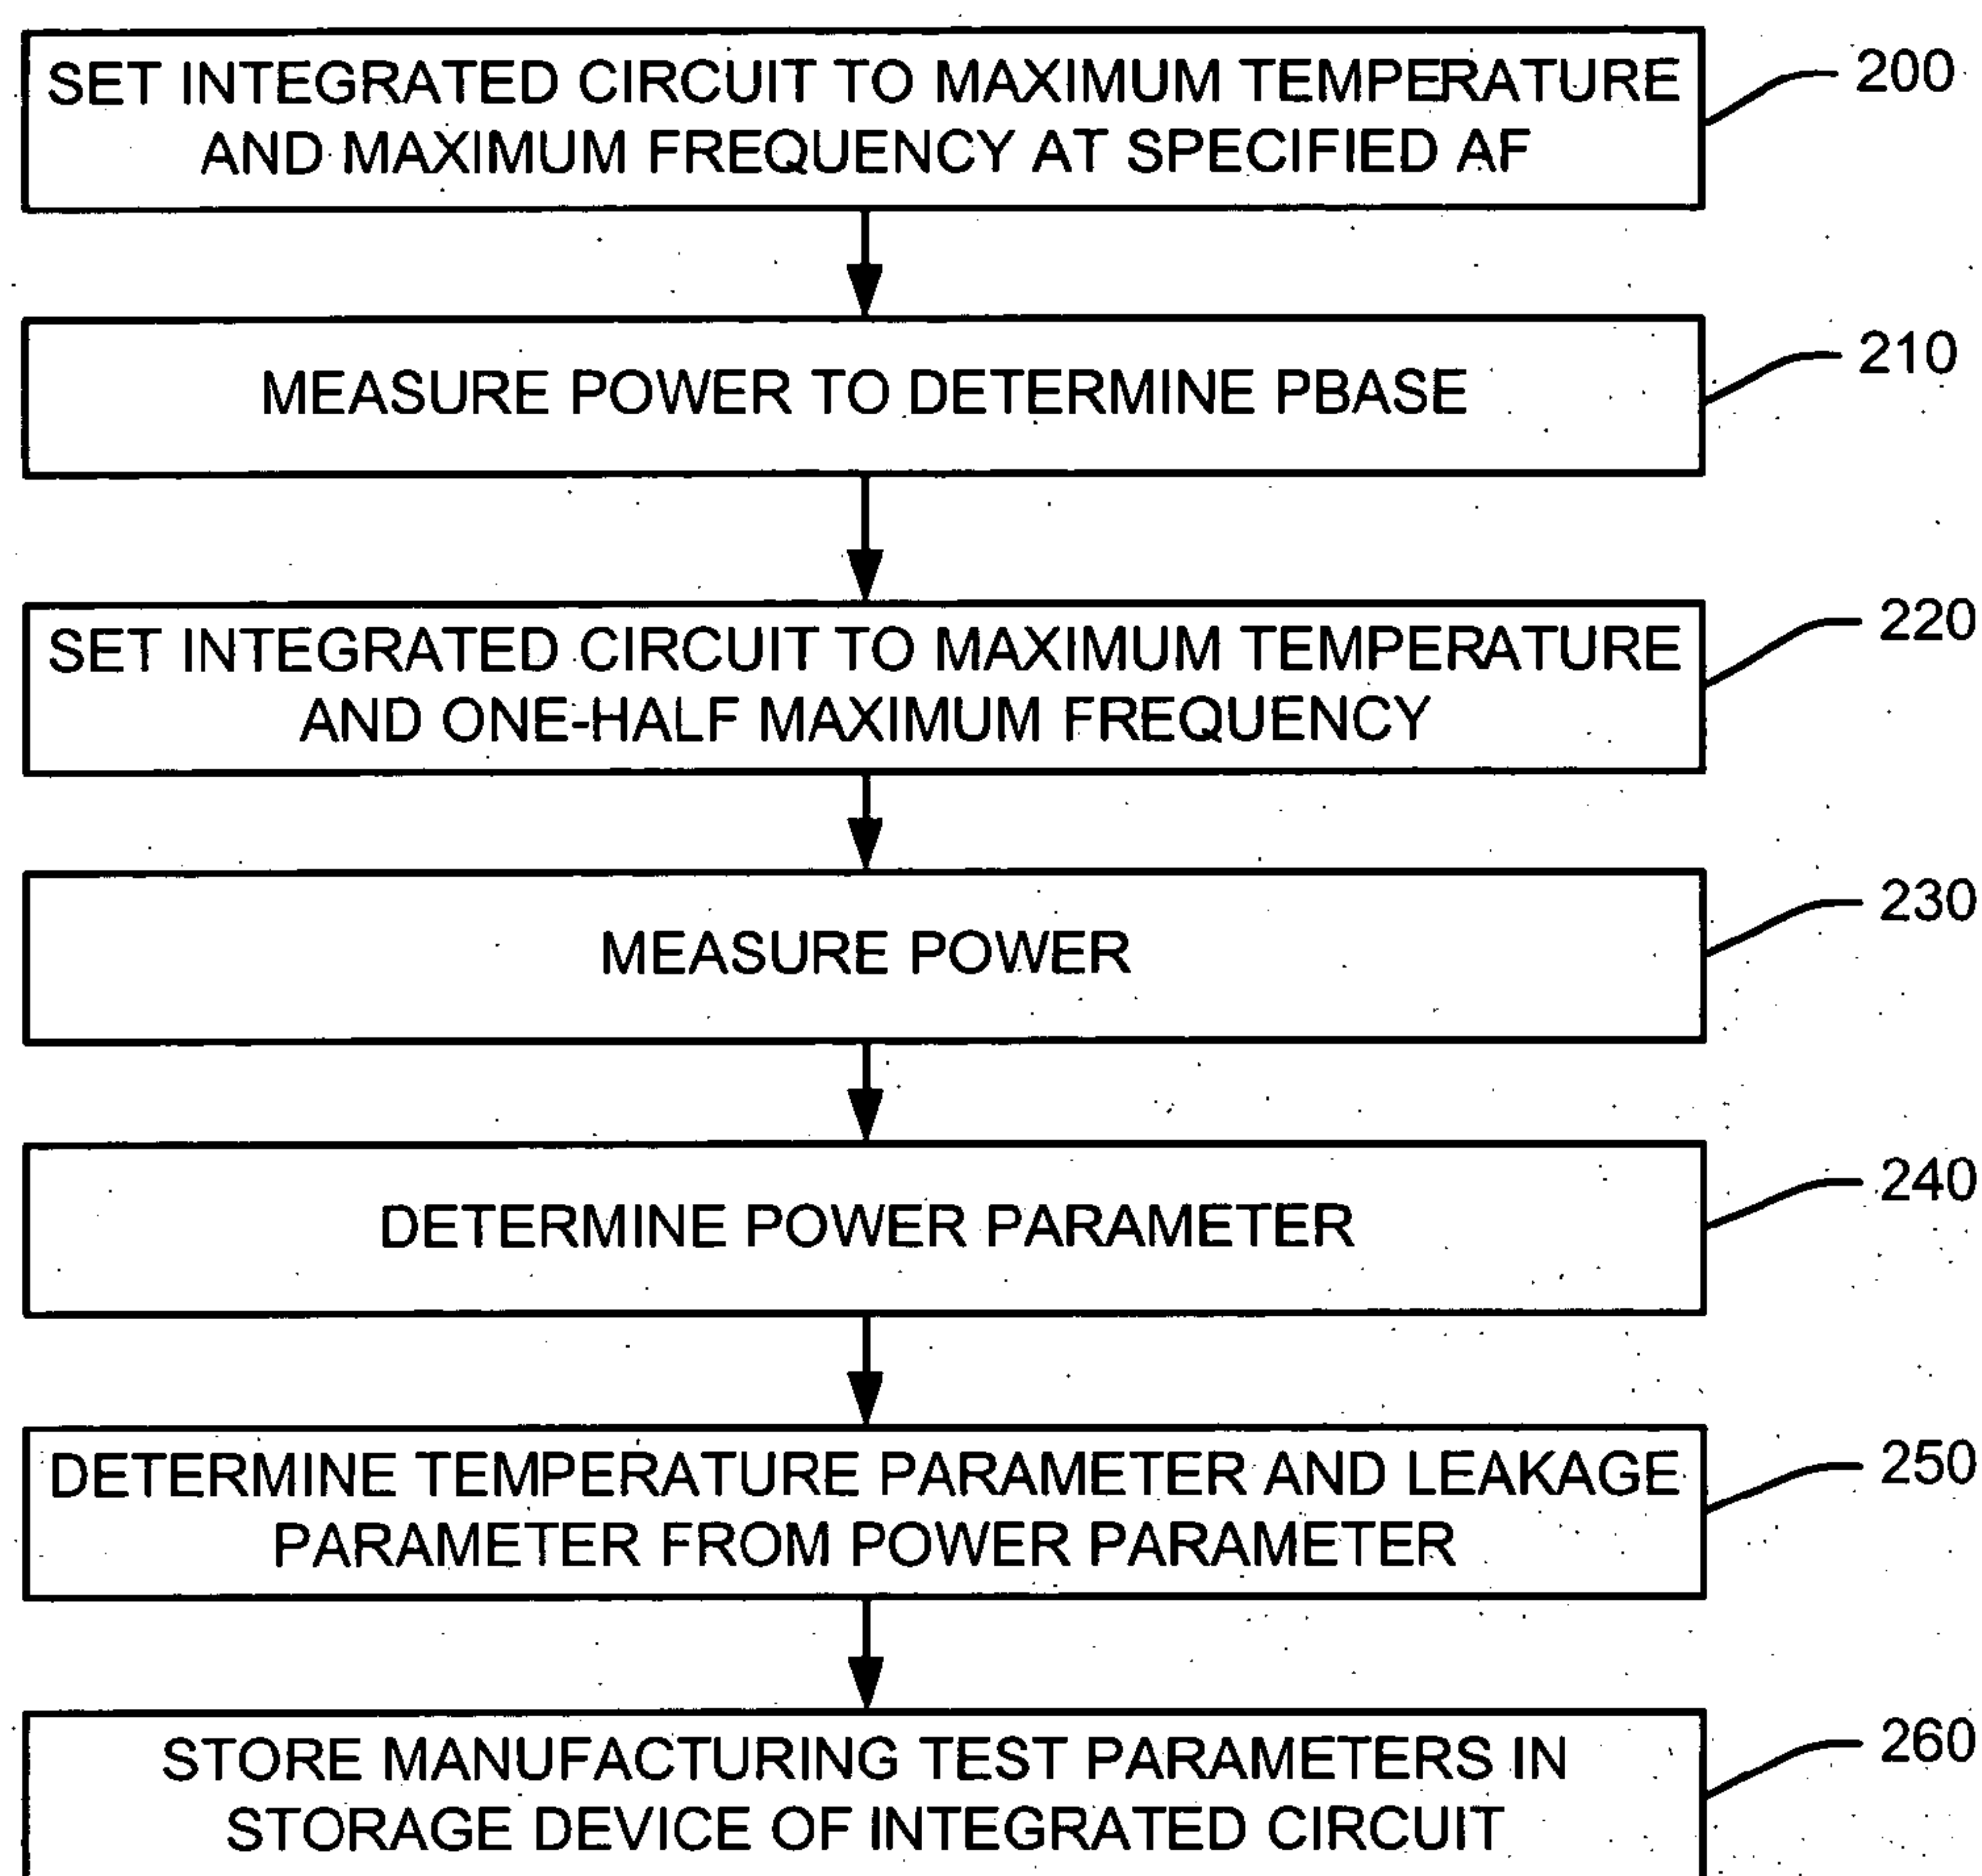 SET INTEGRATED CIRCUIT TO MAXIMUM TEMPERATURE
AND MAXIMUM FREQUENCY AT SPECIFIED AF
200
MEASURE POWER TO DETERMINE PBASE
210
SET INTEGRATED CIRCUIT TO MAXIMUM TEMPERATURE
AND ONE-HALF MAXIMUM FREQUENCY
220
MEASURE POWER
230
DETERMINE POWER PARAMETER
240
DETERMINE TEMPERATURE PARAMETER AND LEAKAGE
PARAMETER FROM POWER PARAMETER
250
STORE MANUFACTURING TEST PARAMETERS IN
STORAGE DEVICE OF INTEGRATED CIRCUIT
260